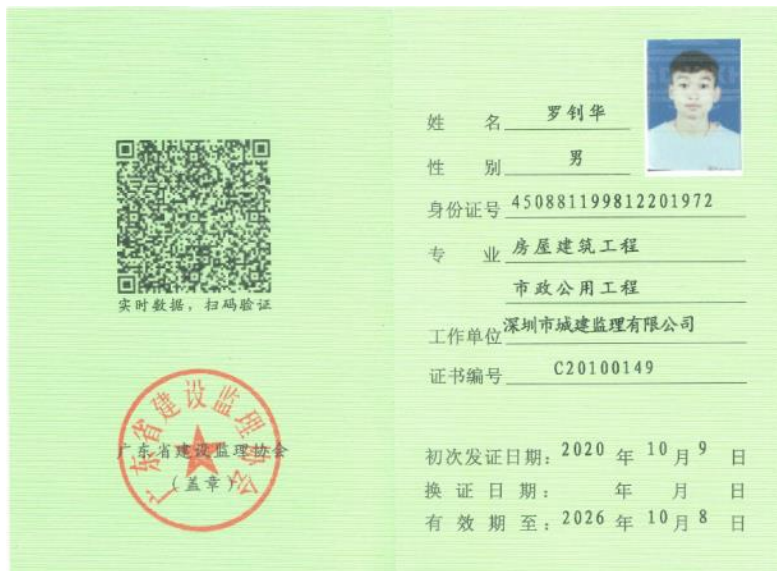 实时数据，扫码验证
广东省建设监理协会
广东省建设监理协会
（盖章）
姓 名 罗钊华
性 别 男
身份证号 450881199812201972
专 业 房屋建筑工程
市政公用工程
工作单位 深圳市城建监理有限公司
证书编号 C20100149
初次发证日期：2020 年 10 月 9 日
换 证 日 期： 年 月 日
有 效 期 至：2026 年 10 月 8 日